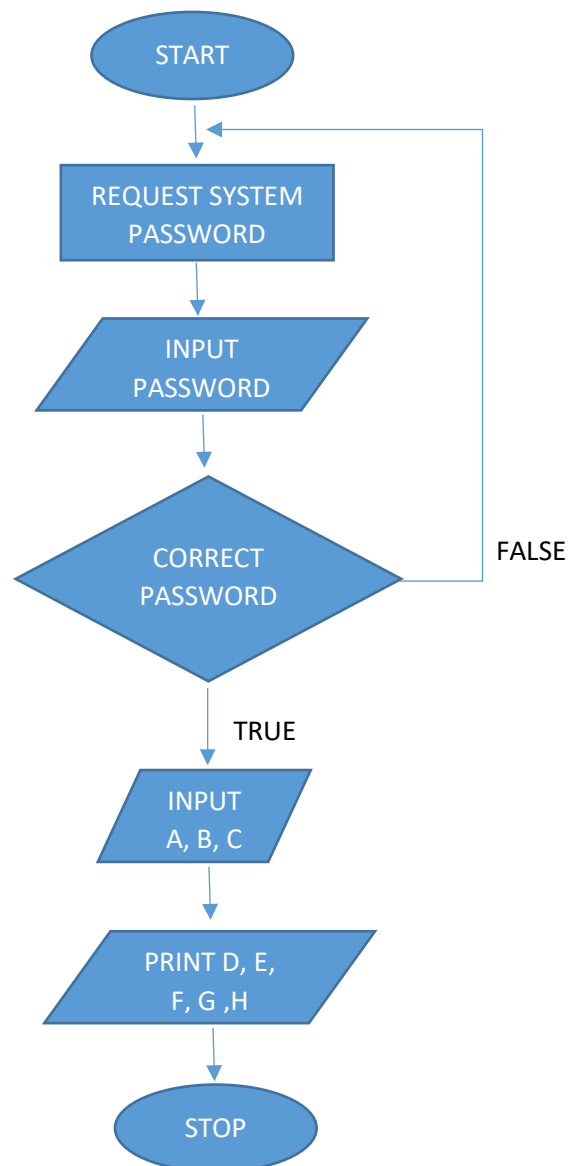 START
REQUEST SYSTEM
PASSWORD
INPUT
PASSWORD
CORRECT
PASSWORD
FALSE
TRUE
INPUT
A, B, C
PRINT D, E,
F, G ,H
STOP